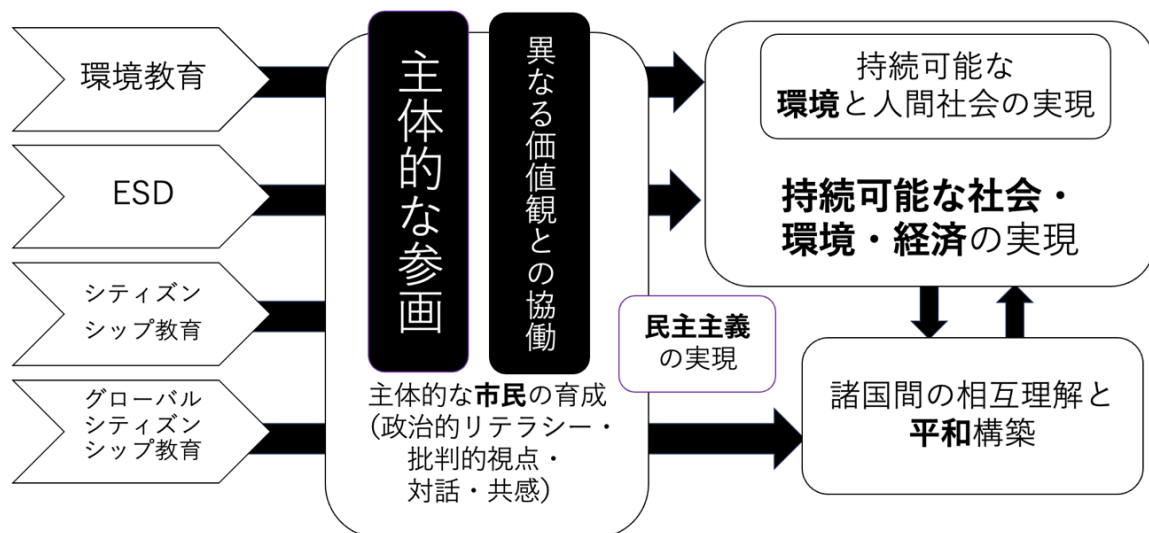 環境教育
ESD
シティズン
シップ教育
グローバル
シティズン
シップ教育
主体的な参画
異なる価値観との協働
主体的な市民の育成
(政治的リテラシー・
批判的視点・
対話・共感)
民主主義
の実現
持続可能な
環境と人間社会の実現
持続可能な社会・
環境・経済の実現
諸国間の相互理解と
平和構築